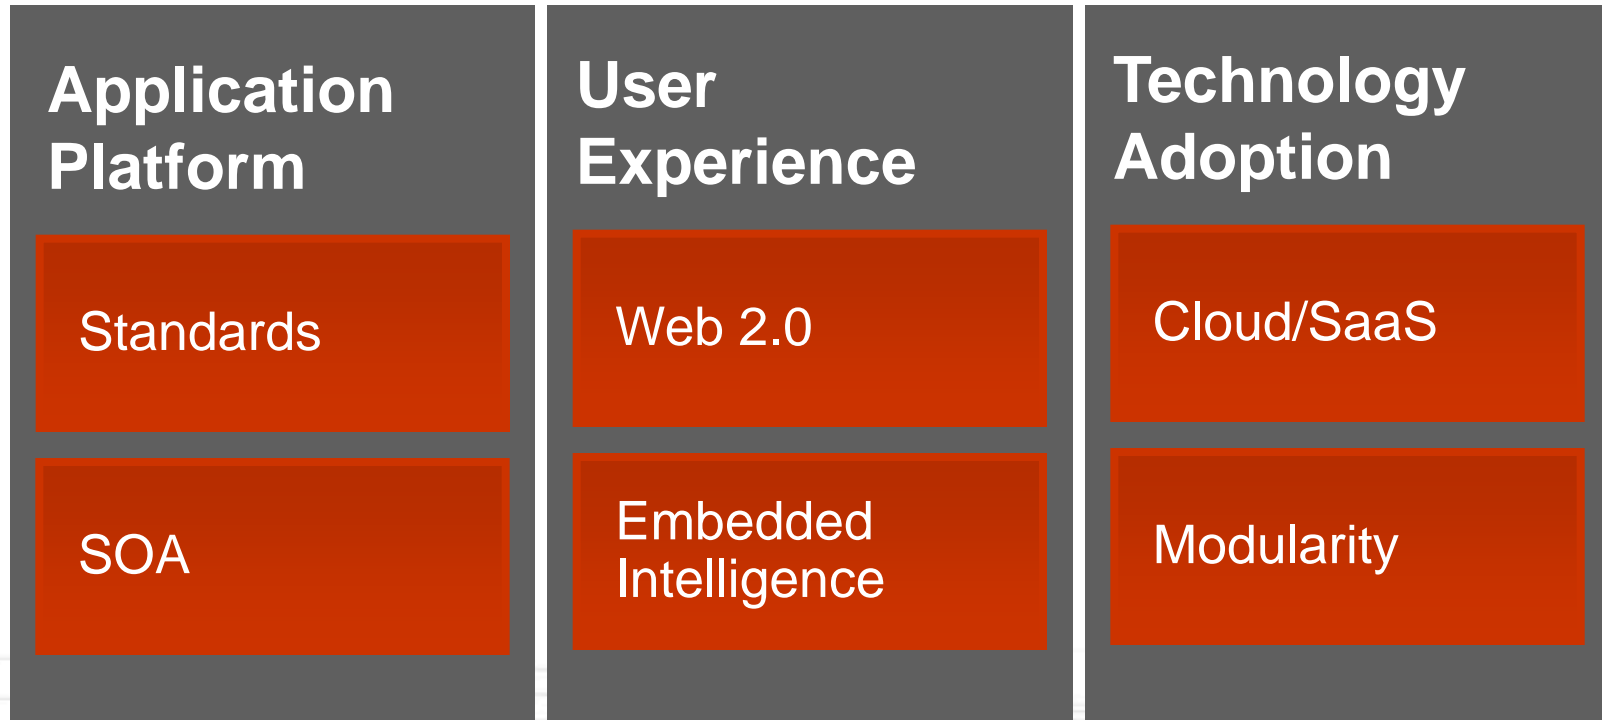 Application
Platform
Standards
SOA
User
Experience
Web 2.0
Embedded
Intelligence
Technology
Adoption
Cloud/SaaS
Modularity